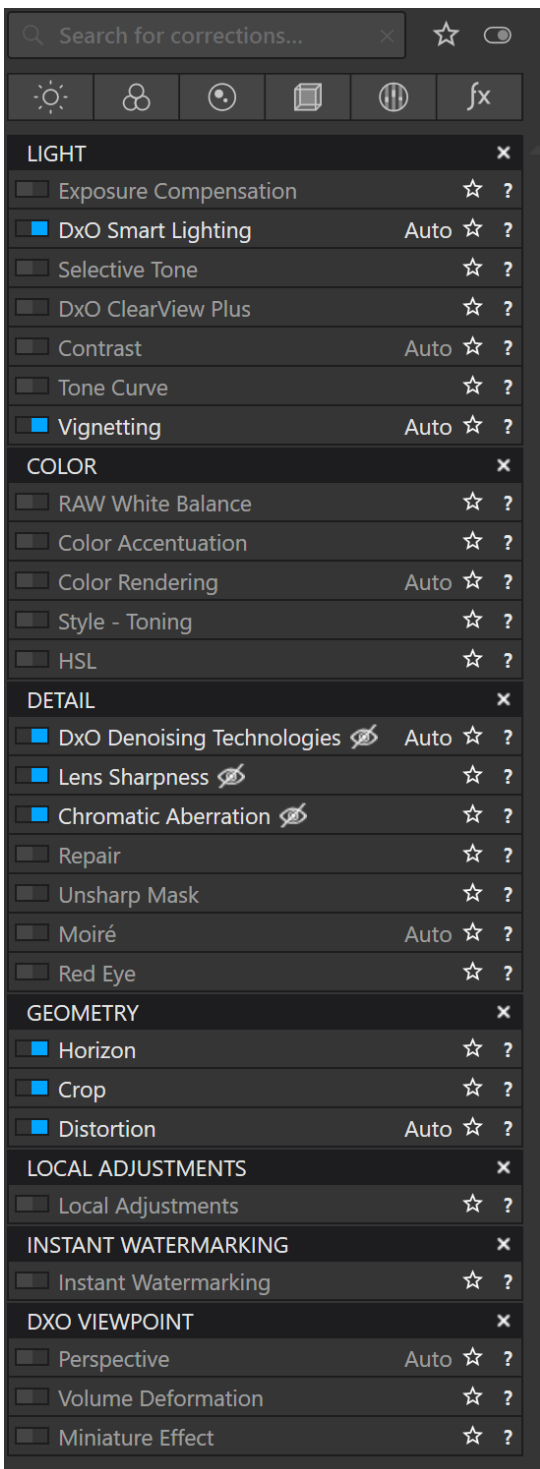 Search for corrections...
fx
LIGHT
Exposure Compensation ?
DxO Smart Lighting Auto ?
Selective Tone ?
DxO ClearView Plus ?
Contrast Auto ?
Tone Curve ?
Vignetting Auto ?
COLOR
RAW White Balance ?
Color Accentuation ?
Color Rendering Auto ?
Style - Toning ?
HSL ?
DETAIL
DxO Denoising Technologies Auto ?
Lens Sharpness ?
Chromatic Aberration ?
Repair ?
Unsharp Mask ?
Moiré Auto ?
Red Eye ?
GEOMETRY
Horizon ?
Crop ?
Distortion Auto ?
LOCAL ADJUSTMENTS
Local Adjustments ?
INSTANT WATERMARKING
Instant Watermarking ?
DXO VIEWPOINT
Perspective Auto ?
Volume Deformation ?
Miniature Effect ?